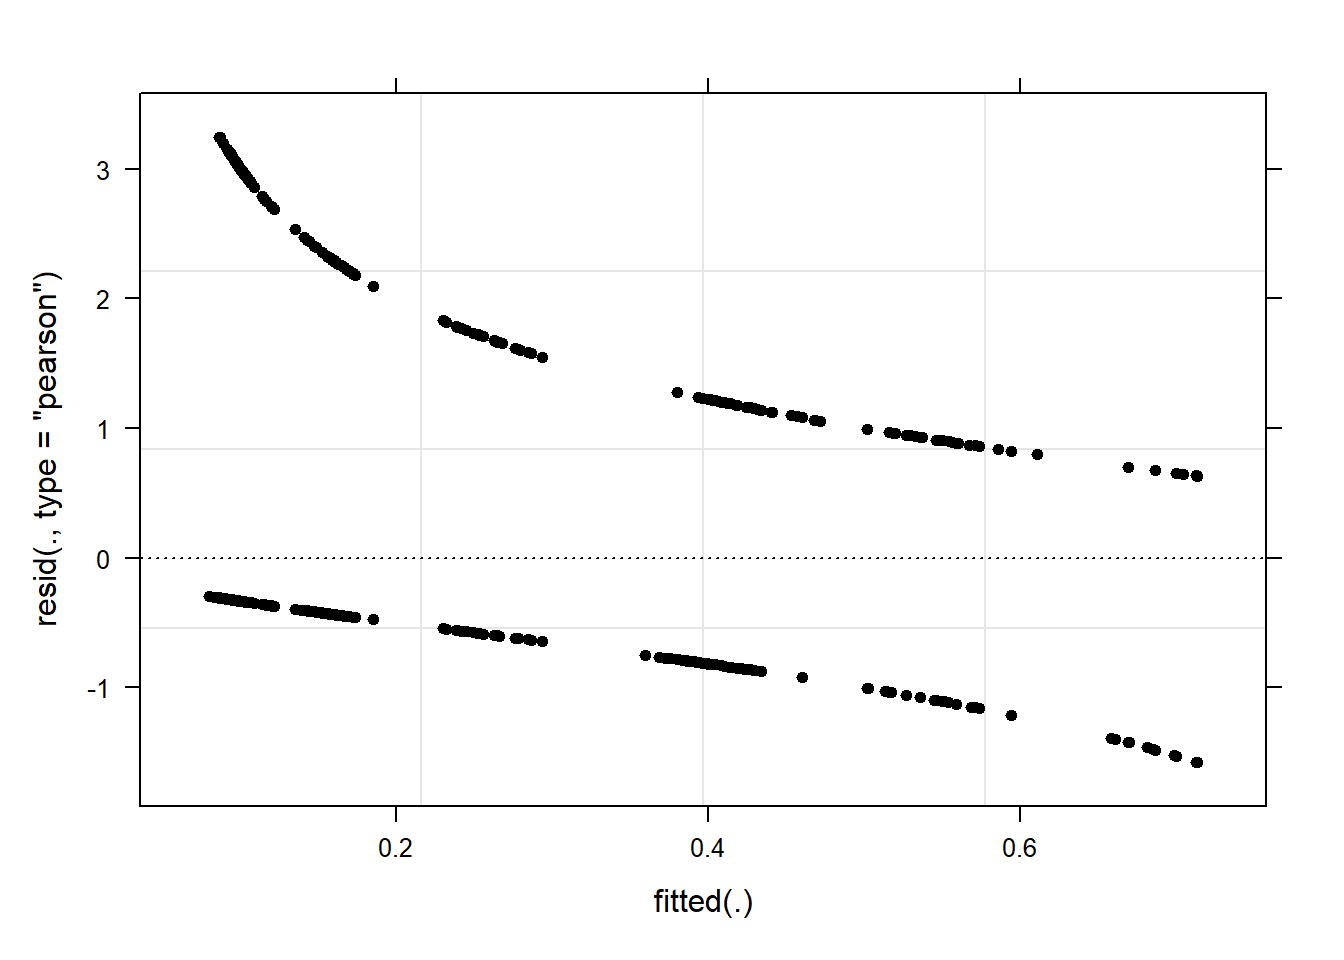 3
2
1
0
-1
resid(., type = "pearson")
0.2 0.4 0.6
fitted(.)